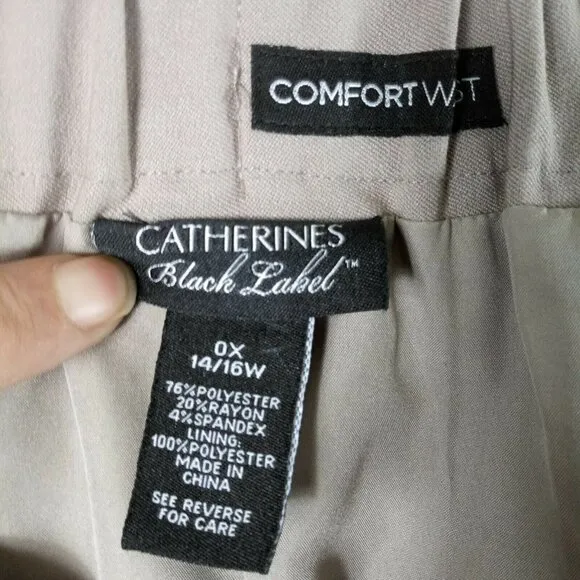 COMFORT
CATHERINES
Black Label™
0X
14/16W
76%POLYESTER
20%RAYON
4%SPANDEX
LINING:
100%POLYESTER
MADE IN
CHINA
SEE REVERSE
FOR CARE